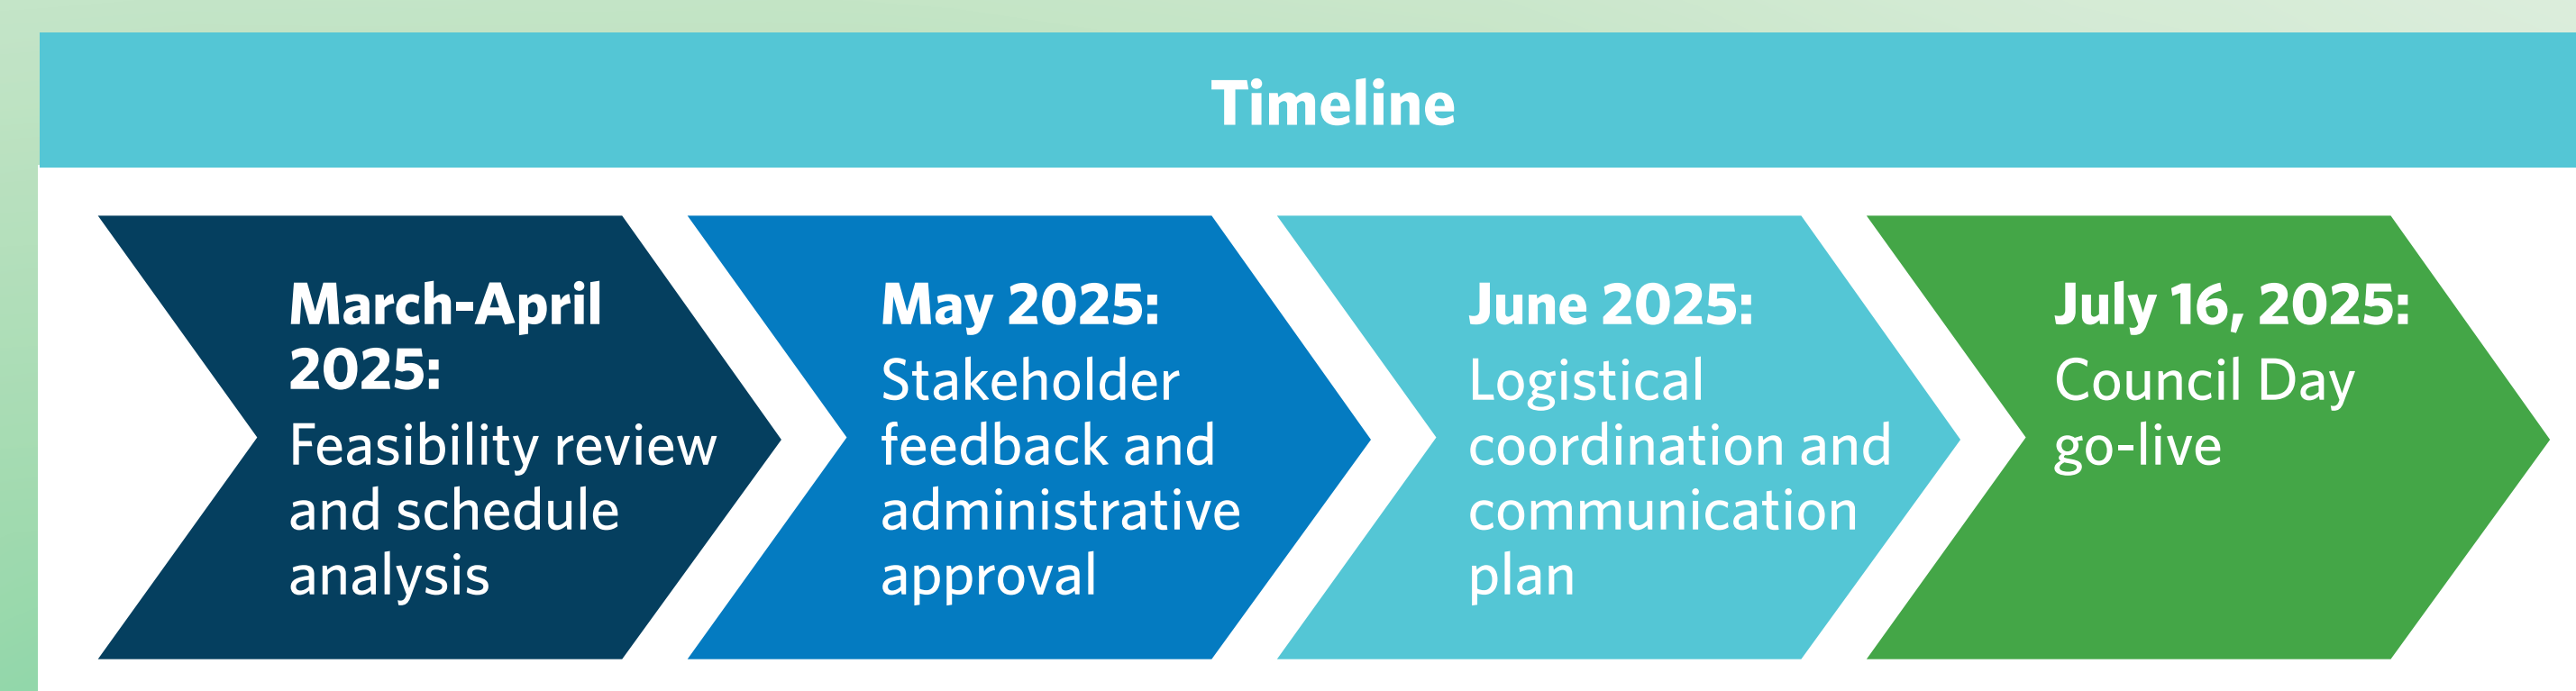 Timeline
March-April
2025:
Feasibility review
and schedule
analysis
May 2025:
Stakeholder
feedback and
administrative
approval
June 2025:
Logistical
coordination and
communication
plan
July 16, 2025:
Council Day
go-live